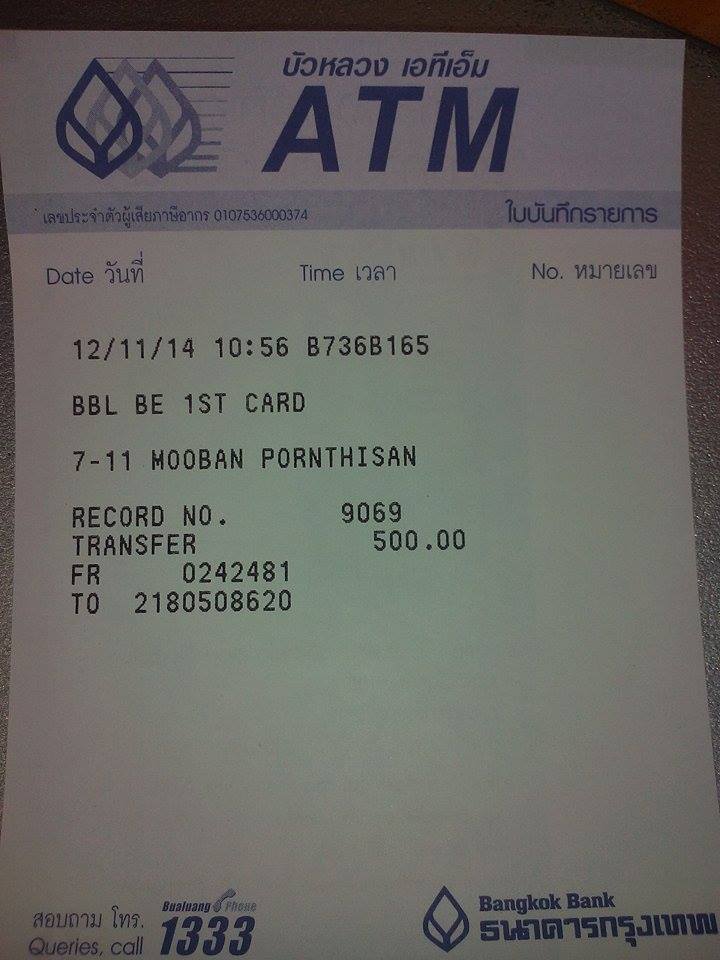 บัวหลวง เอทีเอ็ม
ATM
เลขประจำตัวผู้เสียภาษีอากร 0107536000374 ใบบันทึกรายการ
Date วันที่ Time เวลา No. หมายเลข
12/11/14 10:56 B736B165
BBL BE 1ST CARD
7-11 MOOBAN PORNTHISAN
RECORD NO. 9069
TRANSFER 500.00
FR 0242481
TO 2180508620
สอบถาม โทร.
Queries, call
Bualuang Phone
1333
Bangkok Bank
ธนาคารกรุงเทพ